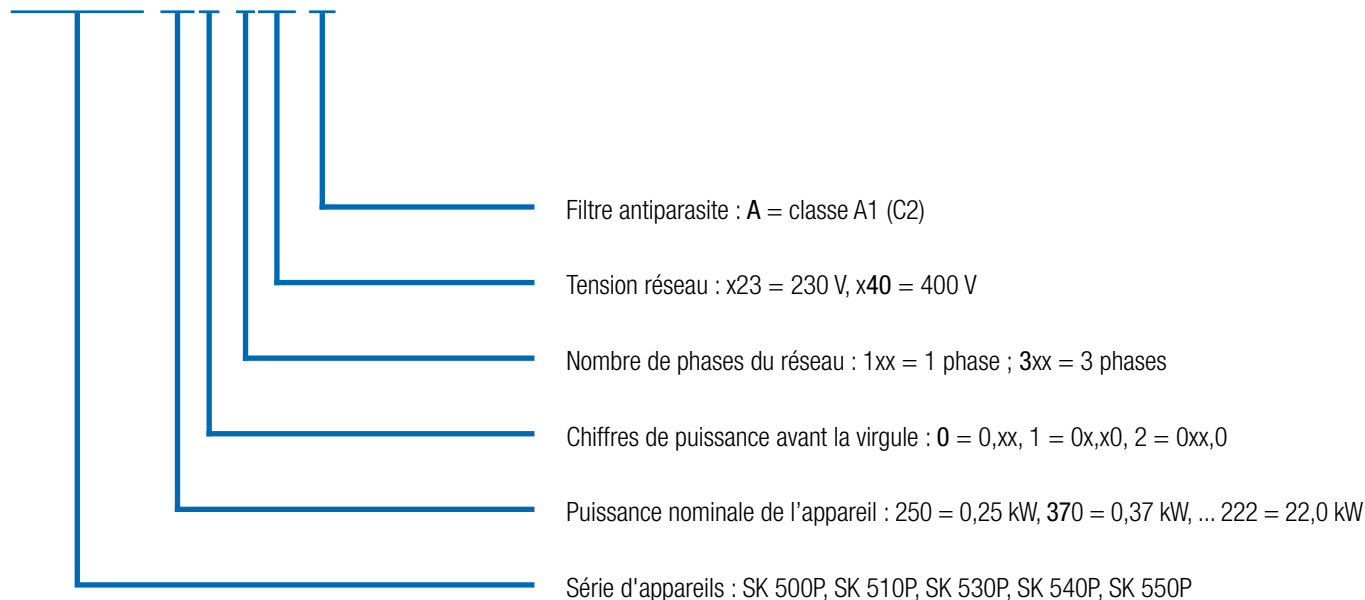 Filtre antiparasite : A = classe A1 (C2)
Tension réseau : x23 = 230 V, x40 = 400 V
Nombre de phases du réseau : 1xx = 1 phase ; 3xx = 3 phases
Chiffres de puissance avant la virgule : 0 = 0,xx, 1 = 0x,x0, 2 = 0xx,0
Puissance nominale de l’appareil : 250 = 0,25 kW, 370 = 0,37 kW, ... 222 = 22,0 kW
Série d'appareils : SK 500P, SK 510P, SK 530P, SK 540P, SK 550P